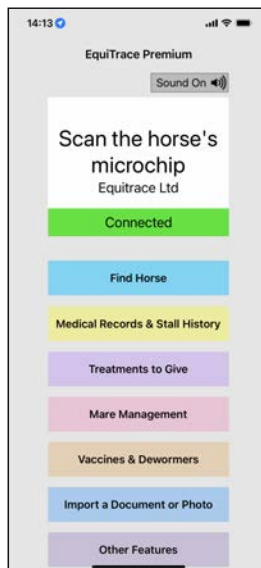 14:13
EquiTrace Premium
Sound On
Scan the horse's
microchip
Equitrace Ltd
Connected
Find Horse
Medical Records & Stall History
Treatments to Give
Mare Management
Vaccines & Dewormers
Import a Document or Photo
Other Features